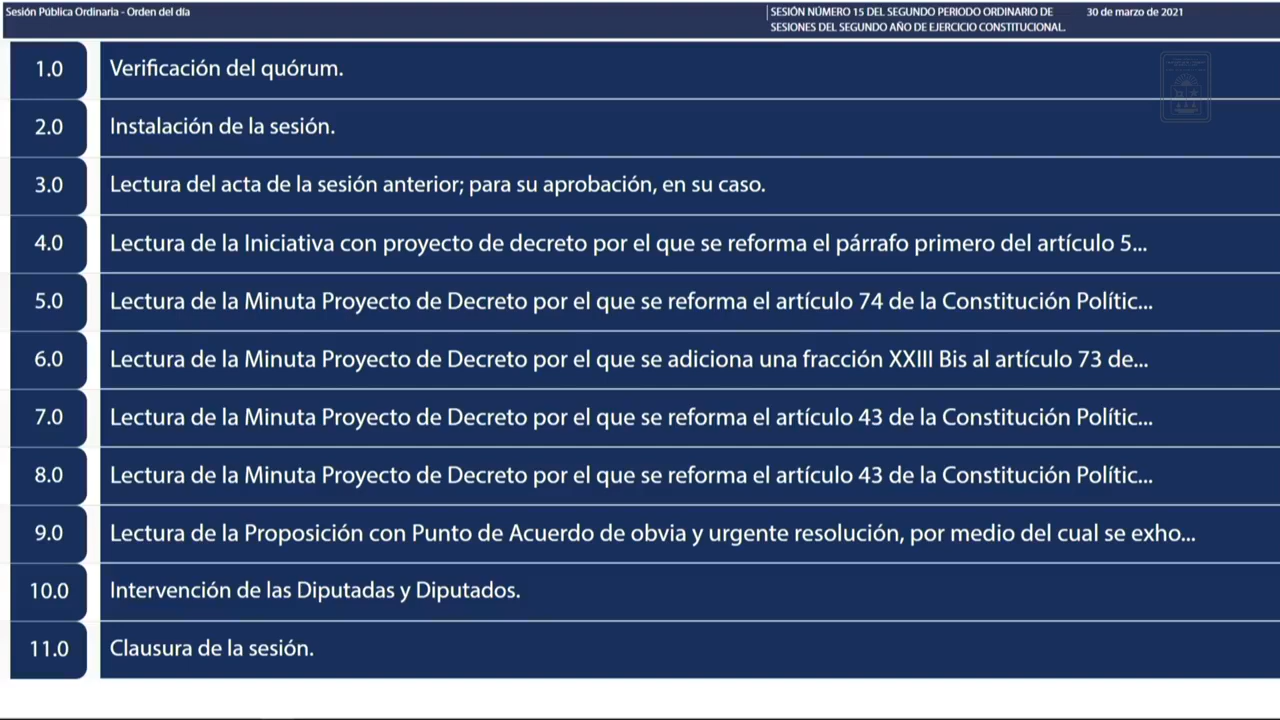 Sesión Pública Ordinaria - Orden del día
SESIÓN NÚMERO 15 DEL SEGUNDO PERIODO ORDINARIO DE
SESIONES DEL SEGUNDO AÑO DE EJERCICIO CONSTITUCIONAL.
30 de marzo de 2021
1.0 Verificación del quórum.
2.0 Instalación de la sesión.
3.0 Lectura del acta de la sesión anterior; para su aprobación, en su caso.
4.0 Lectura de la Iniciativa con proyecto de decreto por el que se reforma el párrafo primero del artículo 5...
5.0 Lectura de la Minuta Proyecto de Decreto por el que se reforma el artículo 74 de la Constitución Polític...
6.0 Lectura de la Minuta Proyecto de Decreto por el que se adiciona una fracción XXIII Bis al artículo 73 de...
7.0 Lectura de la Minuta Proyecto de Decreto por el que se reforma el artículo 43 de la Constitución Polític...
8.0 Lectura de la Minuta Proyecto de Decreto por el que se reforma el artículo 43 de la Constitución Polític...
9.0 Lectura de la Proposición con Punto de Acuerdo de obvia y urgente resolución, por medio del cual se exho...
10.0 Intervención de las Diputadas y Diputados.
11.0 Clausura de la sesión.